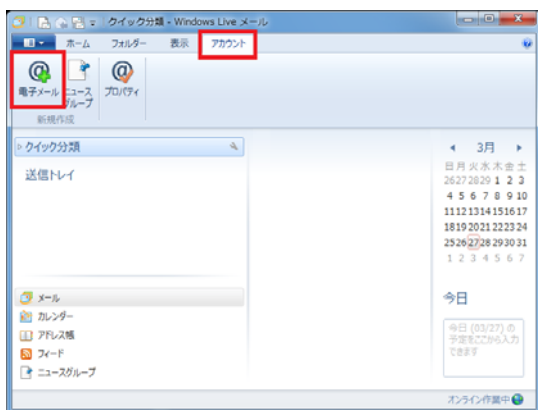 クイック分類 - Windows Live メール
ホーム フォルダー 表示 アカウント
電子メール ニュースグループ プロパティ
新規作成
クイック分類
送信トレイ
メール
カレンダー
アドレス帳
フィード
ニュースグループ
3月
日 月 火 水 木 金 土
26 27 28 29 1 2 3
4 5 6 7 8 9 10
11 12 13 14 15 16 17
18 19 20 21 22 23 24
25 26 27 28 29 30 31
1 2 3 4 5 6 7
今日
今日 (03/27) の
予定をここから入力
できます
オンライン作業中